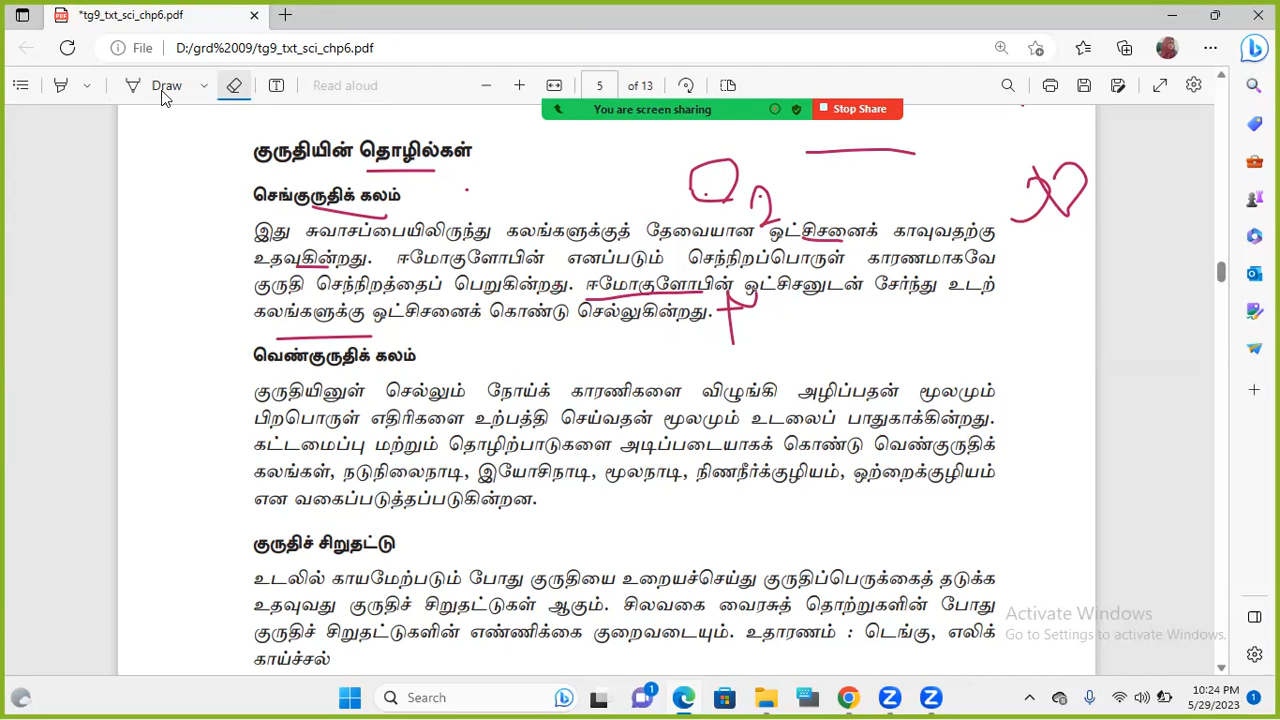 *tg9_txt_sci_chp6.pdf
File D:/grd%2009/tg9_txt_sci_chp6.pdf
Draw Read aloud 5 of 13
You are screen sharing Stop Share
குருதியின் தொழில்கள்
செங்குருதிக் கலம்
O2
இது சுவாசப்பையிலிருந்து கலங்களுக்குத் தேவையான ஒட்சிசனைக் காவுவதற்கு
உதவுகின்றது. ஈமோகுளோபின் எனப்படும் செந்நிறப்பொருள் காரணமாகவே
குருதி செந்நிறத்தைப் பெறுகின்றது. ஈமோகுளோபின் ஒட்சிசனுடன் சேர்ந்து உடற்
கலங்களுக்கு ஒட்சிசனைக் கொண்டு செல்லுகின்றது.
வெண்குருதிக் கலம்
குருதியினுள் செல்லும் நோய்க் காரணிகளை விழுங்கி அழிப்பதன் மூலமும்
பிறபொருள் எதிரிகளை உற்பத்தி செய்வதன் மூலமும் உடலைப் பாதுகாக்கின்றது.
கட்டமைப்பு மற்றும் தொழிற்பாடுகளை அடிப்படையாகக் கொண்டு வெண்குருதிக்
கலங்கள், நடுநிலைநாடி, இயோசிநாடி, மூலநாடி, நிணநீர்க்குழியம், ஒற்றைக்குழியம்
என வகைப்படுத்தப்படுகின்றன.
குருதிச் சிறுதட்டு
உடலில் காயமேற்படும் போது குருதியை உறையச்செய்து குருதிப்பெருக்கைத் தடுக்க
உதவுவது குருதிச் சிறுதட்டுகள் ஆகும். சிலவகை வைரசுத் தொற்றுகளின் போது
குருதிச் சிறுதட்டுகளின் எண்ணிக்கை குறைவடையும். உதாரணம் : டெங்கு, எலிக்
காய்ச்சல்
Activate Windows
Go to Settings to activate Windows.
Search 1 10:24 PM
5/29/2023 1